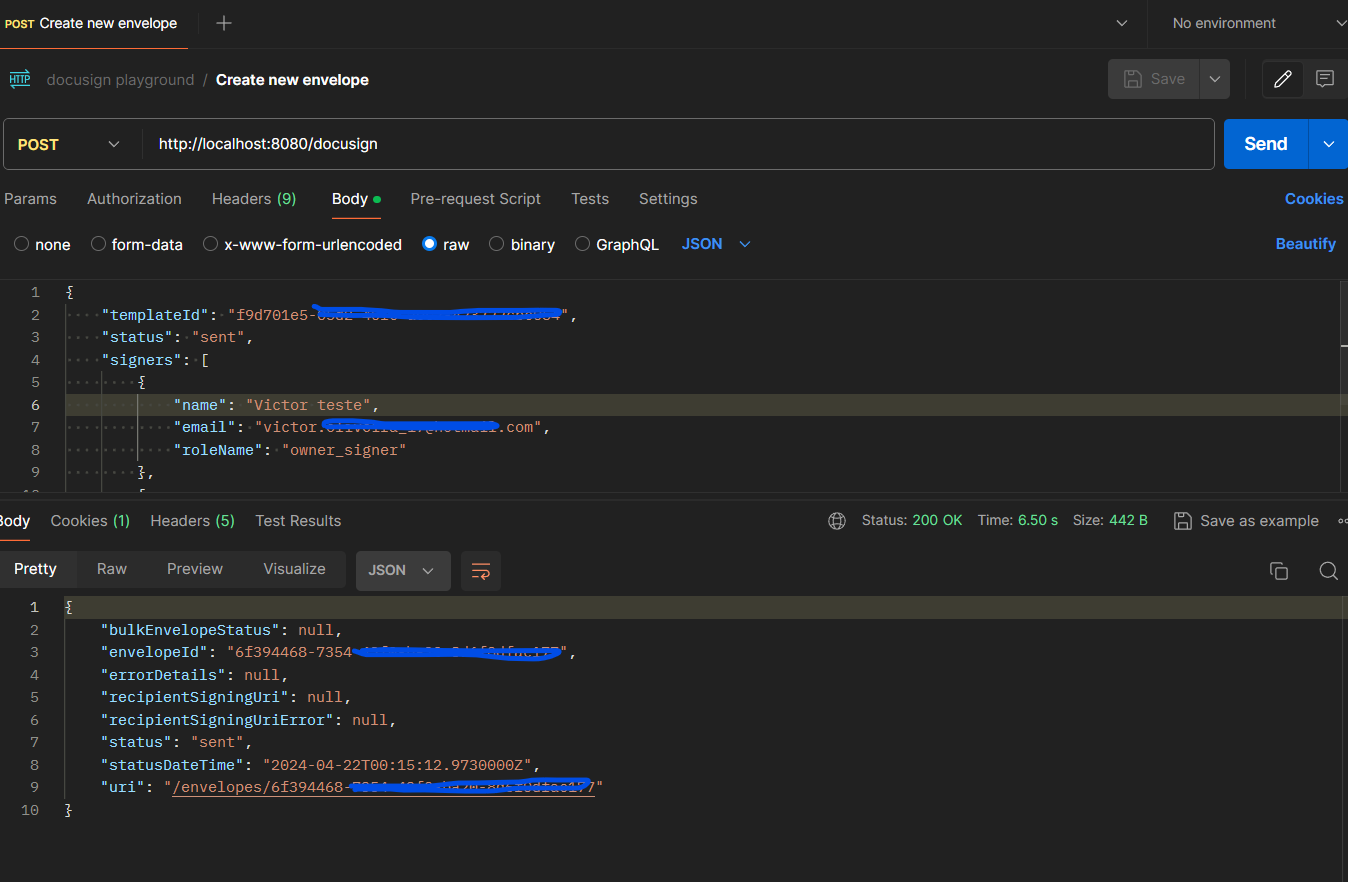 POST Create new envelope
No environment
HTTP docusign playground / Create new envelope
Save
POST http://localhost:8080/docusign
Send
Params Authorization Headers (9) Body Pre-request Script Tests Settings Cookies
none form-data x-www-form-urlencoded raw binary GraphQL JSON Beautify
1 {
2 "templateId": "f9d701e5-",
3 "status": "sent",
4 "signers": [
5 {
6 "name": "Victor teste",
7 "email": "victor. .com",
8 "roleName": "owner_signer"
9 },
Body Cookies (1) Headers (5) Test Results Status: 200 OK Time: 6.50 s Size: 442 B Save as example
Pretty Raw Preview Visualize JSON
1 {
2 "bulkEnvelopeStatus": null,
3 "envelopeId": "6f394468-7354-",
4 "errorDetails": null,
5 "recipientSigningUri": null,
6 "recipientSigningUriError": null,
7 "status": "sent",
8 "statusDateTime": "2024-04-22T00:15:12.9730000Z",
9 "uri": "/envelopes/6f394468-"
10 }